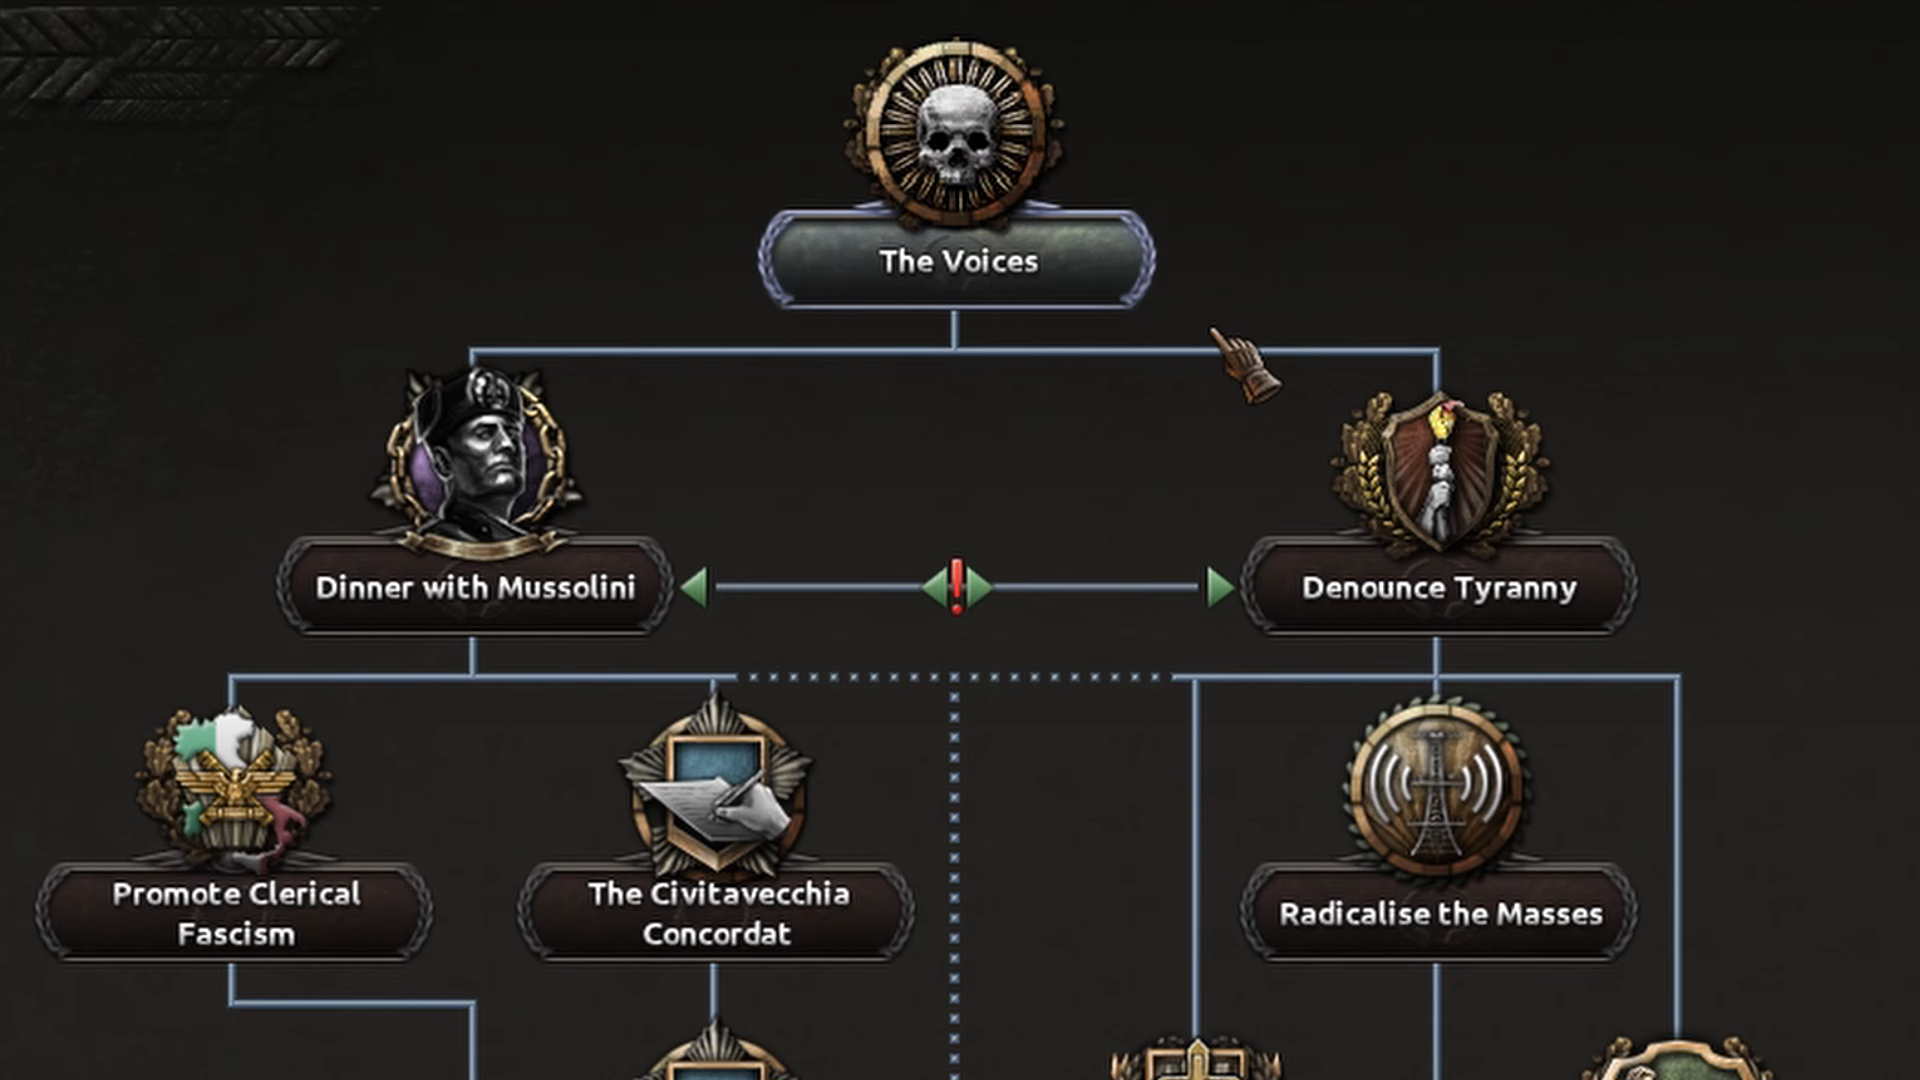 The Voices
Dinner with Mussolini
Denounce Tyranny
Promote Clerical
Fascism
The Civitavecchia
Concordat
Radicalise the Masses